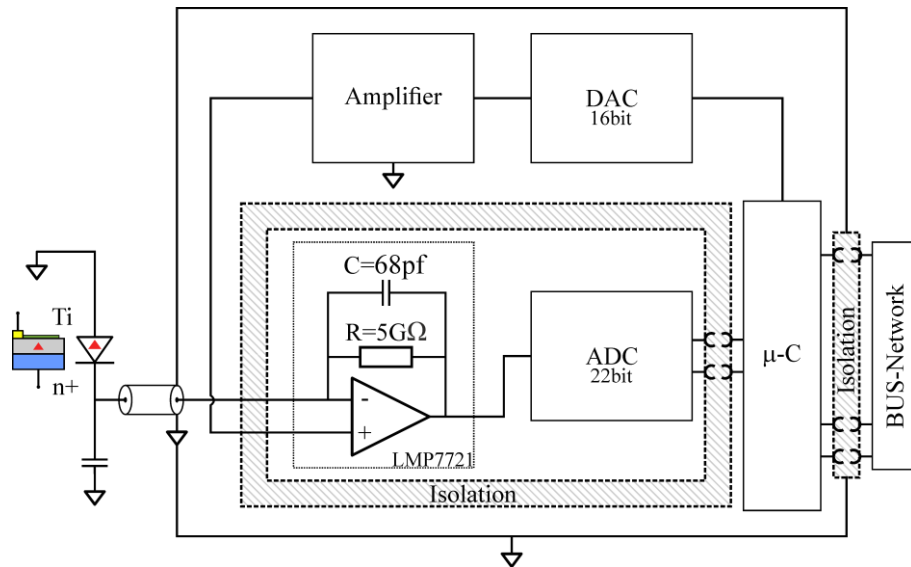 Amplifier
DAC
16bit
C=68pf
R=5GΩ
Ti
n+
-
+
LMP7721
ADC
22bit
μ-C
Isolation
Isolation
BUS-Network